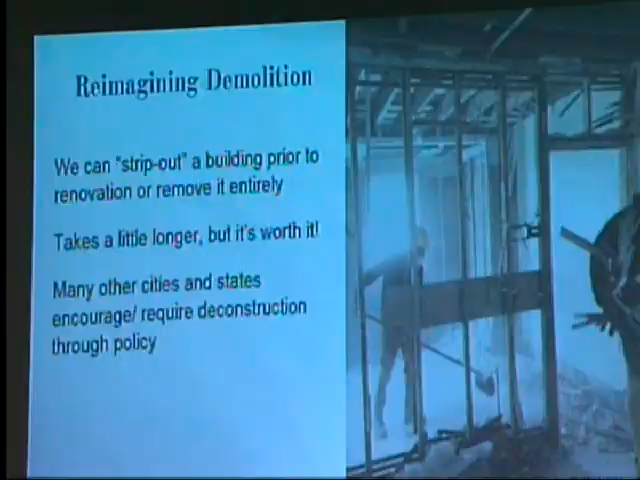 Reimagining Demolition
We can "strip-out" a building prior to
renovation or remove it entirely
Takes a little longer, but it's worth it!
Many other cities and states
encourage/ require deconstruction
through policy